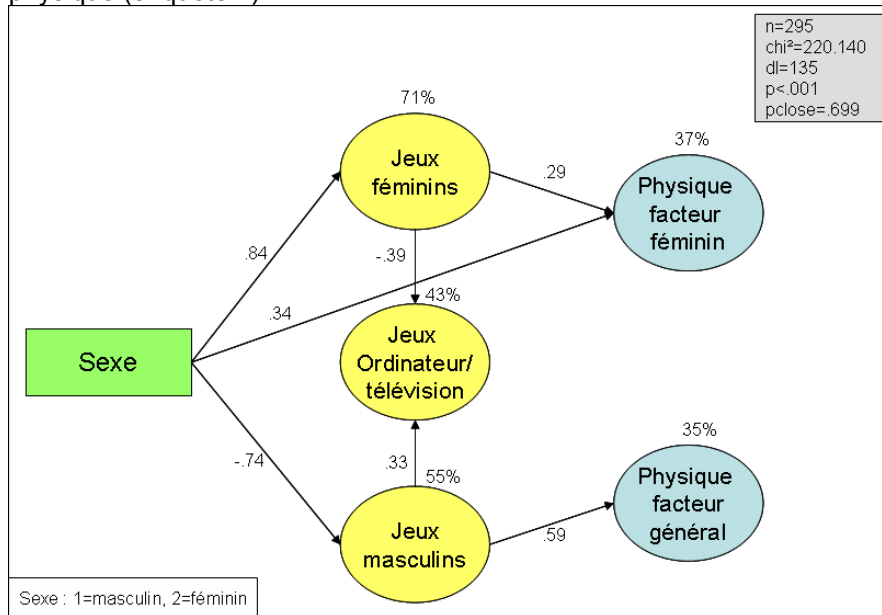 n=295
chi²=220.140
dl=135
p<.001
pclose=.699
71%
Jeux
féminins
37%
Physique
facteur
féminin
.29
-.39
.84
.34
43%
Jeux
Ordinateur/
télévision
Sexe
-.74
.33
55%
Jeux
masculins
.59
35%
Physique
facteur
général
Sexe : 1=masculin, 2=féminin